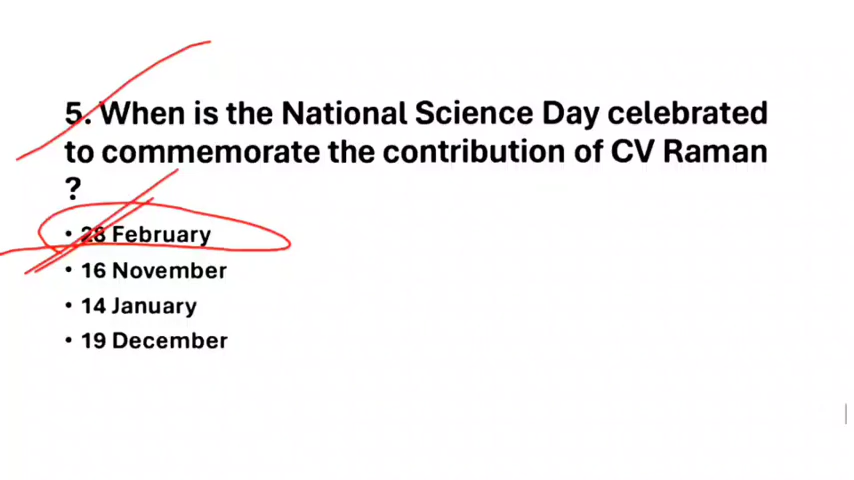 5. When is the National Science Day celebrated
to commemorate the contribution of CV Raman
?
• 28 February
• 16 November
• 14 January
• 19 December